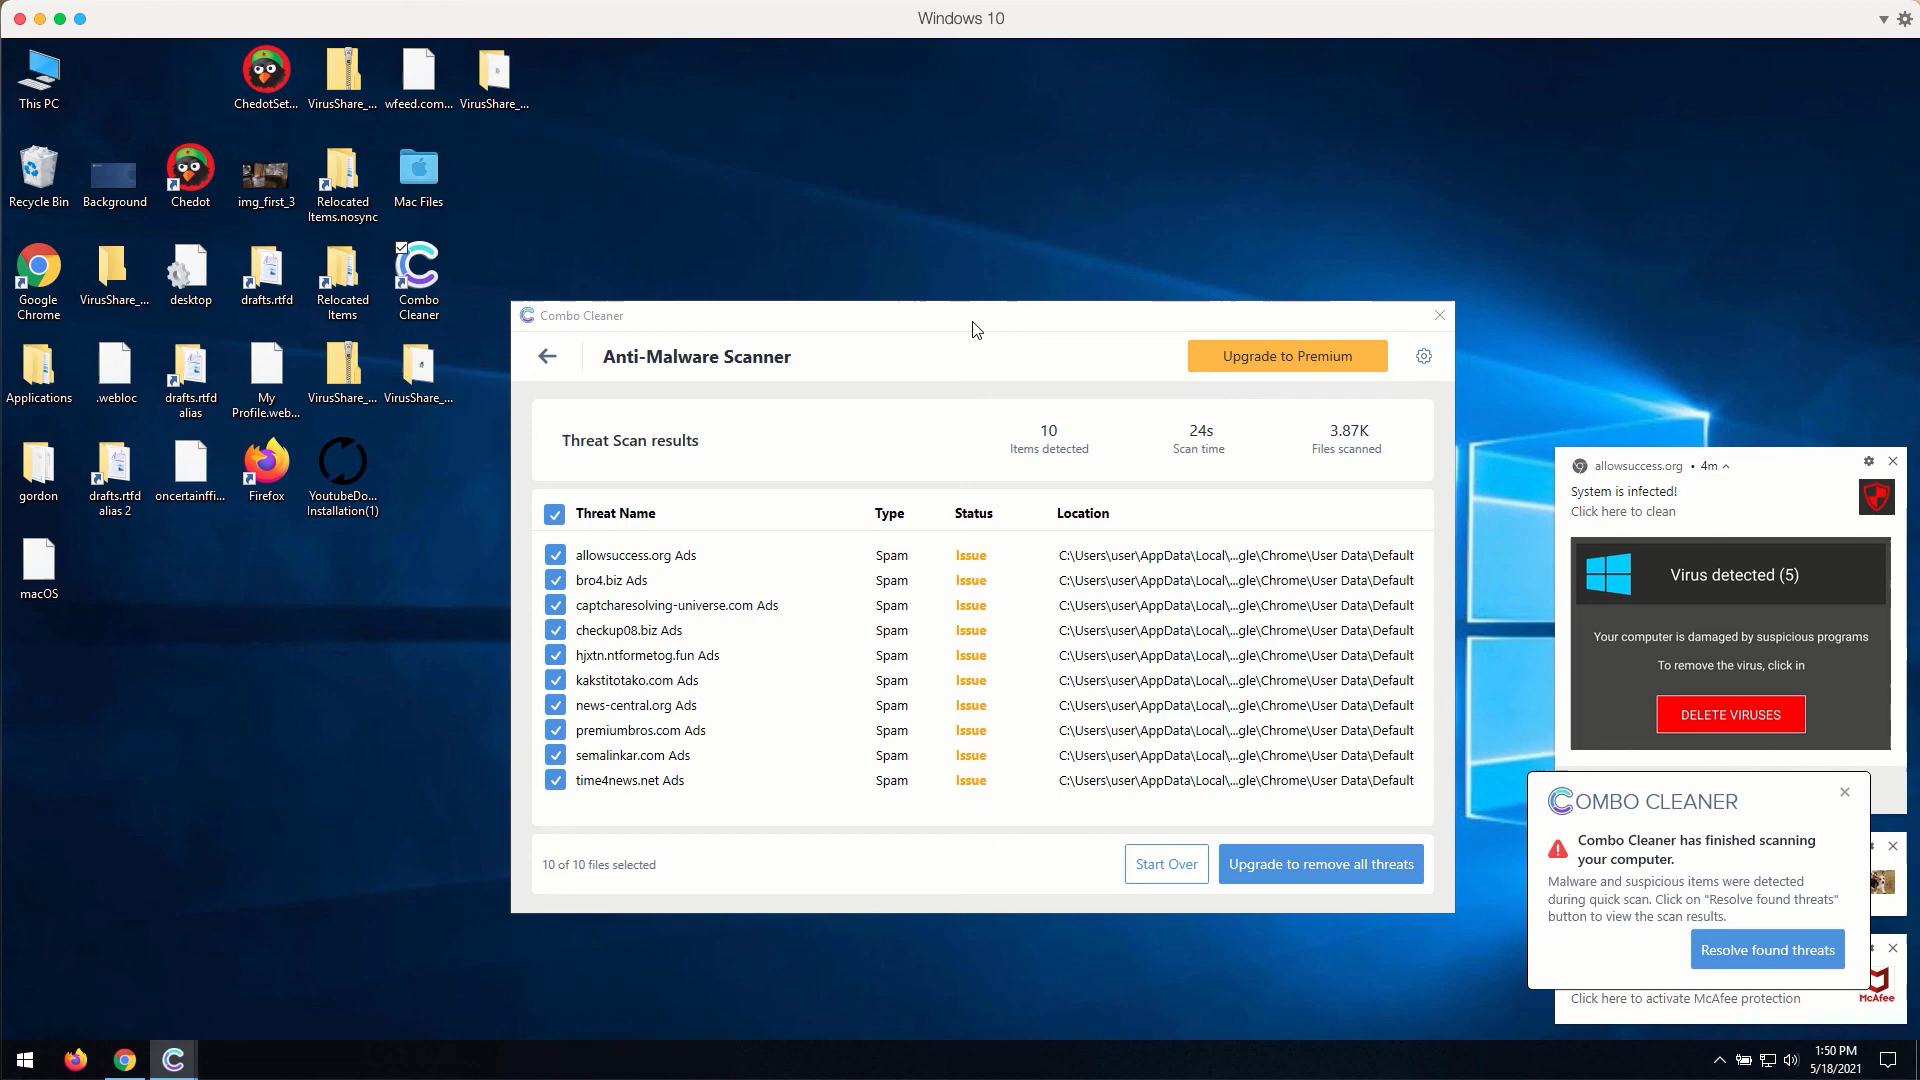 Windows 10
This PC
ChedotSet...
VirusShare_...
wfeed.com...
VirusShare_...
Recycle Bin
Background
Chedot
img_first_3
Relocated
Items.nosync
Mac Files
Google
Chrome
VirusShare_...
desktop
drafts.rtfd
Relocated
Items
Combo
Cleaner
Applications
.webloc
drafts.rtfd
alias
My
Profile.web...
VirusShare_...
VirusShare_...
gordon
drafts.rtfd
alias 2
oncertainffi...
Firefox
YoutubeDo...
Installation(1)
macOS
Combo Cleaner
Anti-Malware Scanner
Upgrade to Premium
Threat Scan results
10
Items detected
24s
Scan time
3.87K
Files scanned
Threat Name Type Status Location
allowsuccess.org Ads Spam Issue C:\Users\user\AppData\Local\...gle\Chrome\User Data\Default
bro4.biz Ads Spam Issue C:\Users\user\AppData\Local\...gle\Chrome\User Data\Default
captcharesolving-universe.com Ads Spam Issue C:\Users\user\AppData\Local\...gle\Chrome\User Data\Default
checkup08.biz Ads Spam Issue C:\Users\user\AppData\Local\...gle\Chrome\User Data\Default
hjxtn.ntformetog.fun Ads Spam Issue C:\Users\user\AppData\Local\...gle\Chrome\User Data\Default
kakstitotako.com Ads Spam Issue C:\Users\user\AppData\Local\...gle\Chrome\User Data\Default
news-central.org Ads Spam Issue C:\Users\user\AppData\Local\...gle\Chrome\User Data\Default
premiumbros.com Ads Spam Issue C:\Users\user\AppData\Local\...gle\Chrome\User Data\Default
semalinkar.com Ads Spam Issue C:\Users\user\AppData\Local\...gle\Chrome\User Data\Default
time4news.net Ads Spam Issue C:\Users\user\AppData\Local\...gle\Chrome\User Data\Default
10 of 10 files selected
Start Over
Upgrade to remove all threats
allowsuccess.org • 4m
System is infected!
Click here to clean
Virus detected (5)
Your computer is damaged by suspicious programs
To remove the virus, click in
DELETE VIRUSES
COMBO CLEANER
Combo Cleaner has finished scanning
your computer.
Malware and suspicious items were detected
during quick scan. Click on "Resolve found threats"
button to view the scan results.
Resolve found threats
Click here to activate McAfee protection
McAfee
1:50 PM
5/18/2021